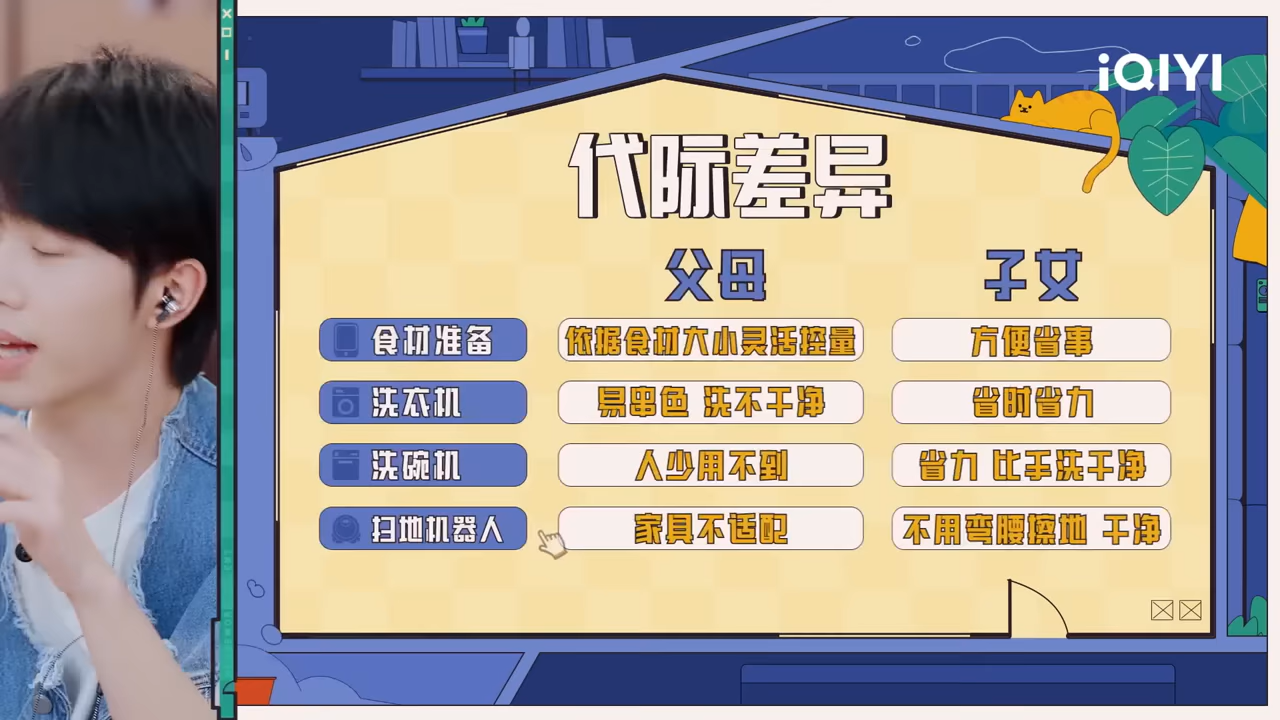 iQIYI
代际差异
父母 子女
食材准备 依据食材大小灵活控量 方便省事
洗衣机 易串色 洗不干净 省时省力
洗碗机 人少用不到 省力 比手洗干净
扫地机器人 家具不适配 不用弯腰擦地 干净